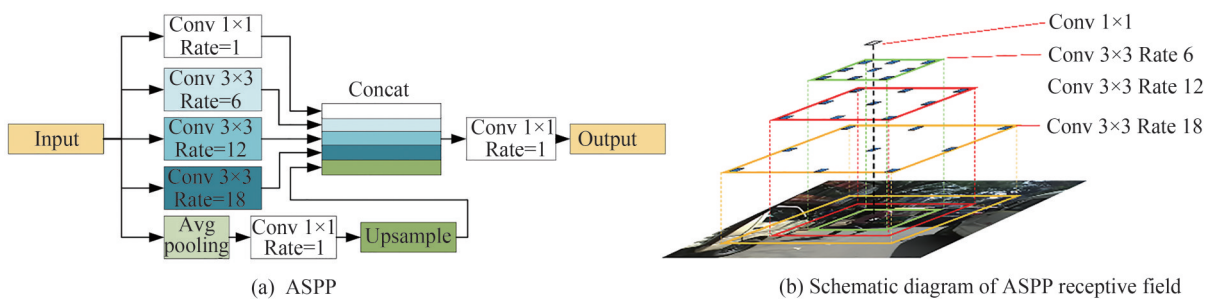 Conv 1×1
Rate=1
Conv 3×3
Rate=6
Conv 3×3
Rate=12
Conv 3×3
Rate=18
Input
Concat
Conv 1×1
Rate=1
Output
Avg
pooling
Conv 1×1
Rate=1
Upsample
(a) ASPP
Conv 1×1
Conv 3×3 Rate 6
Conv 3×3 Rate 12
Conv 3×3 Rate 18
(b) Schematic diagram of ASPP receptive field